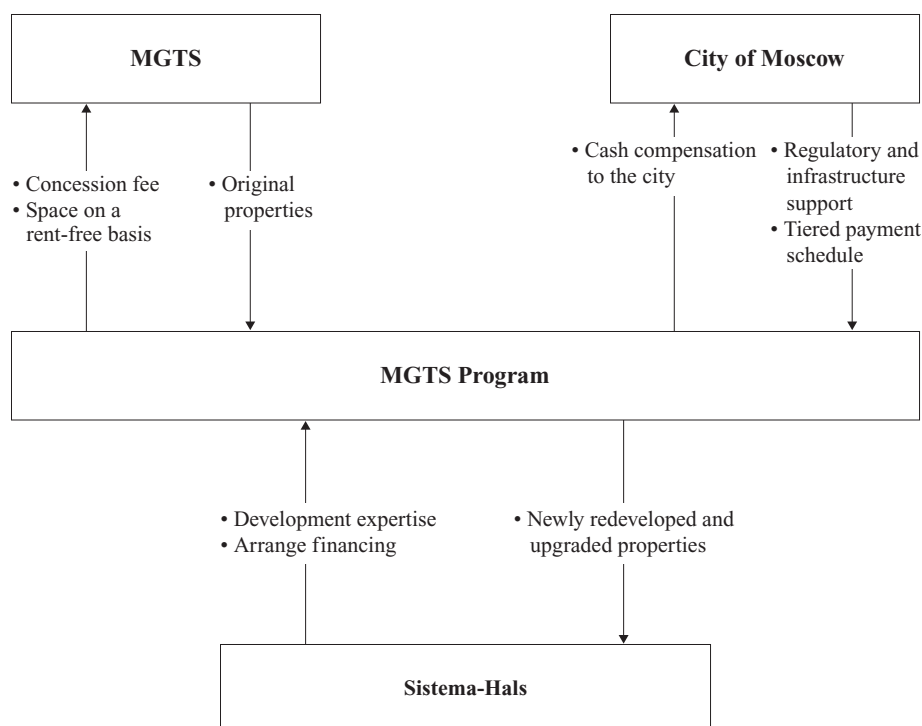 MGTS
City of Moscow
• Concession fee
• Space on a
rent-free basis
• Original
properties
• Cash compensation
to the city
• Regulatory and
infrastructure
support
• Tiered payment
schedule
MGTS Program
• Development expertise
• Arrange financing
• Newly redeveloped and
upgraded properties
Sistema-Hals